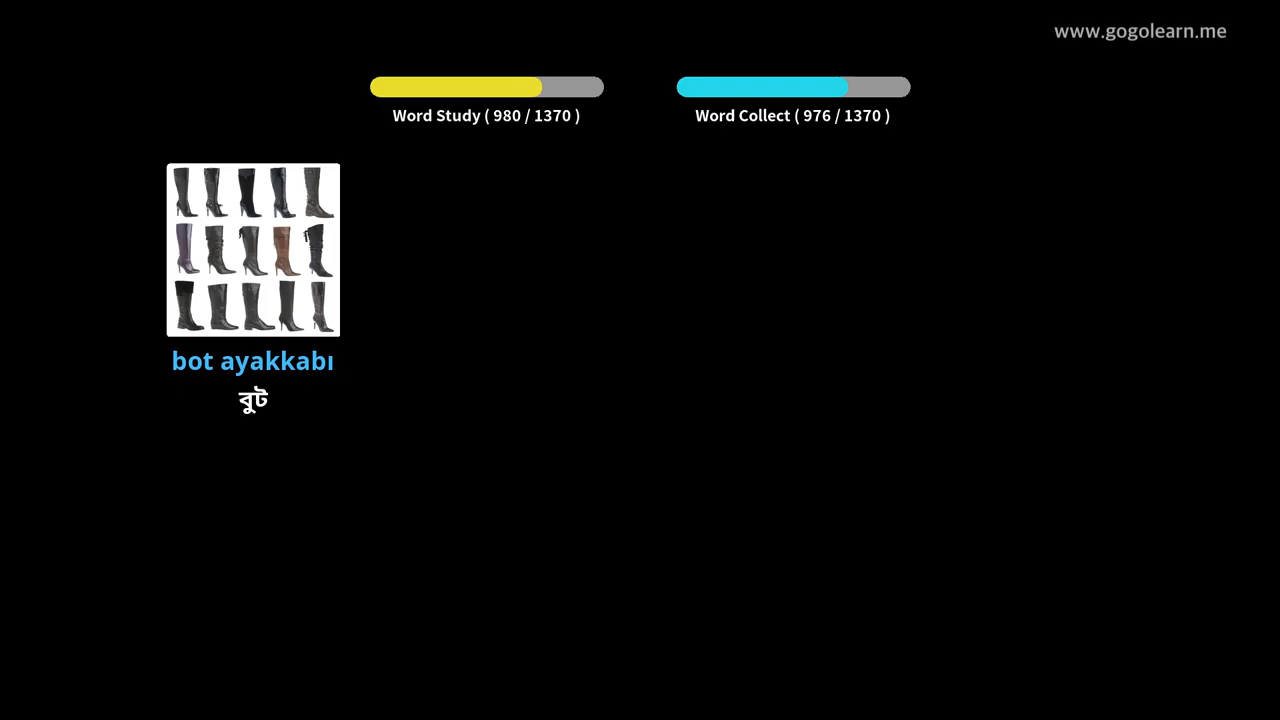 www.gogolearn.me
Word Study ( 980 / 1370 )
Word Collect ( 976 / 1370 )
bot ayakkabı
বুট